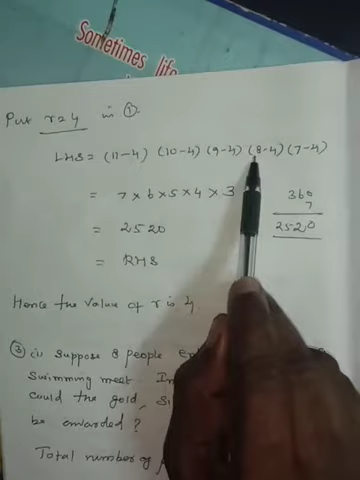 Sometimes life
Put r=4 in ①
LHS = (11-4) (10-4) (9-4) (8-4) (7-4)
= 7 x 6 x 5 x 4 x 3
360
7
2520
= 2520
= RHS
Hence the value of r is 4
③ (i) Suppose 8 people
Swimming meet
could the gold,
be awarded?
Total number of